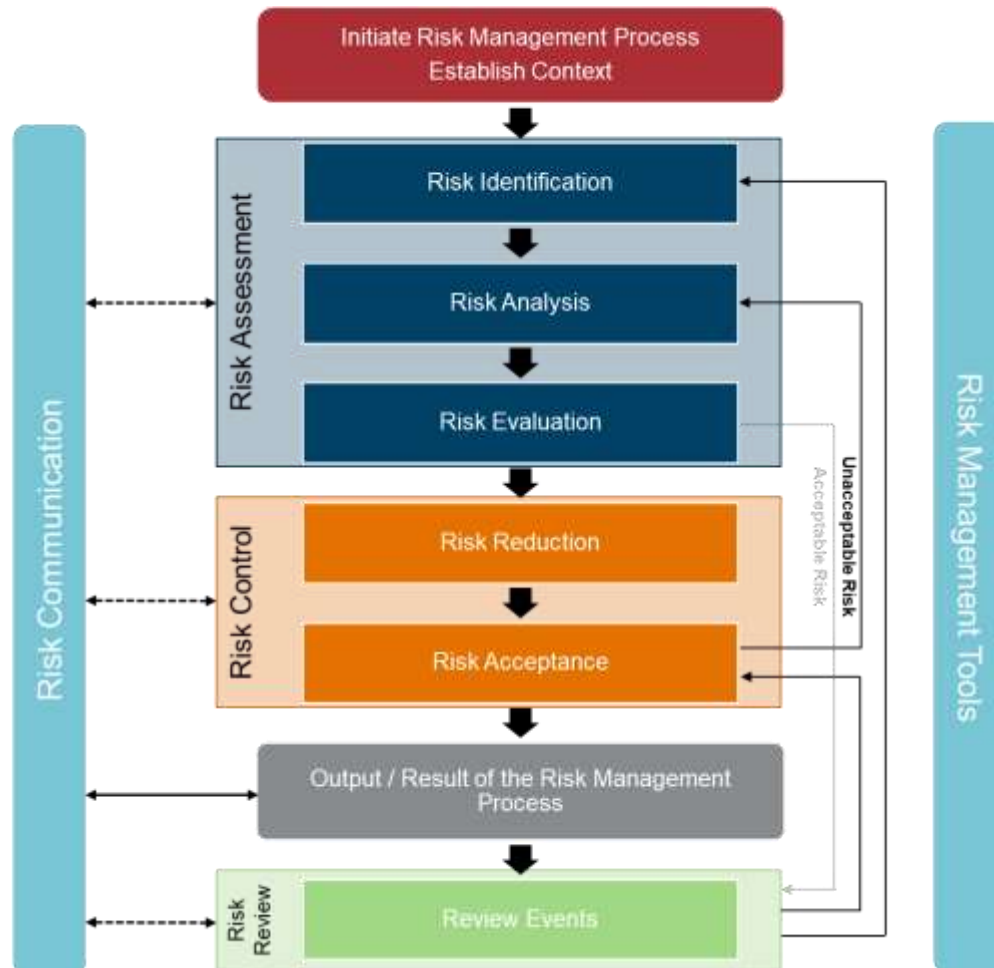 Initiate Risk Management Process
Establish Context
Risk Communication
Risk Assessment
Risk Identification
Risk Analysis
Risk Evaluation
Risk Control
Risk Reduction
Risk Acceptance
Unacceptable Risk
Acceptable Risk
Risk Management Tools
Output / Result of the Risk Management
Process
Risk
Review
Review Events